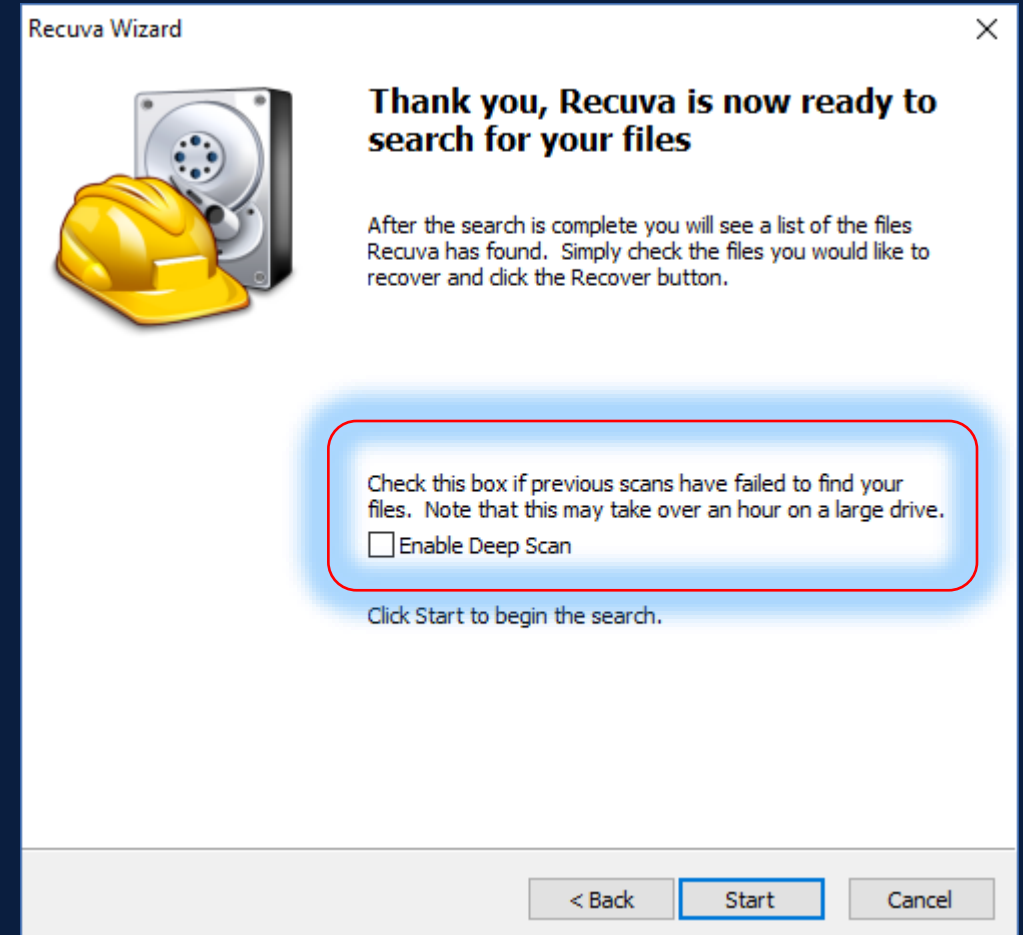 Recuva Wizard
Thank you, Recuva is now ready to
search for your files
After the search is complete you will see a list of the files
Recuva has found.  Simply check the files you would like to
recover and click the Recover button.
Check this box if previous scans have failed to find your
files.  Note that this may take over an hour on a large drive.
Enable Deep Scan
Click Start to begin the search.
< Back
Start
Cancel